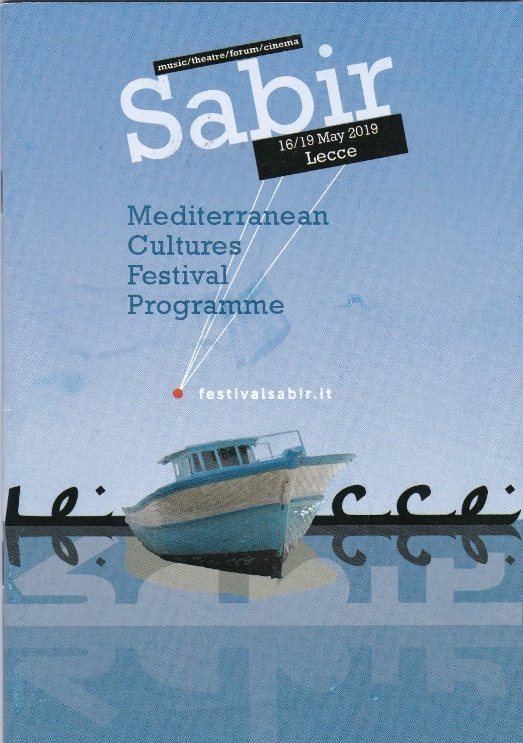 music/theatre/forum/cinema
Sabir
16/19 May 2019
Lecce
Mediterranean
Cultures
Festival
Programme
festivalsabir.it